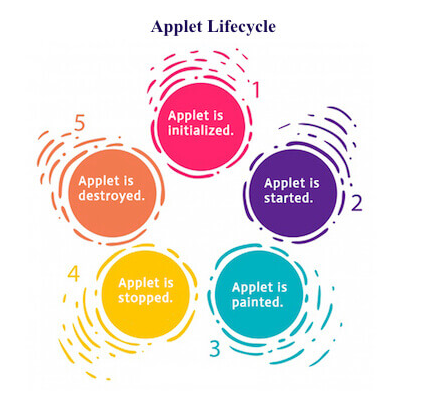 Applet Lifecycle
1
Applet is
initialized.
2
Applet is
started.
3
Applet is
painted.
4
Applet is
stopped.
5
Applet is
destroyed.